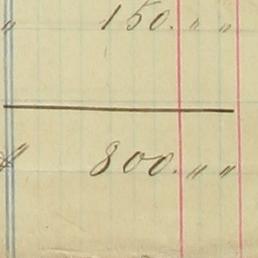 " 150. " "
$ 800. " "